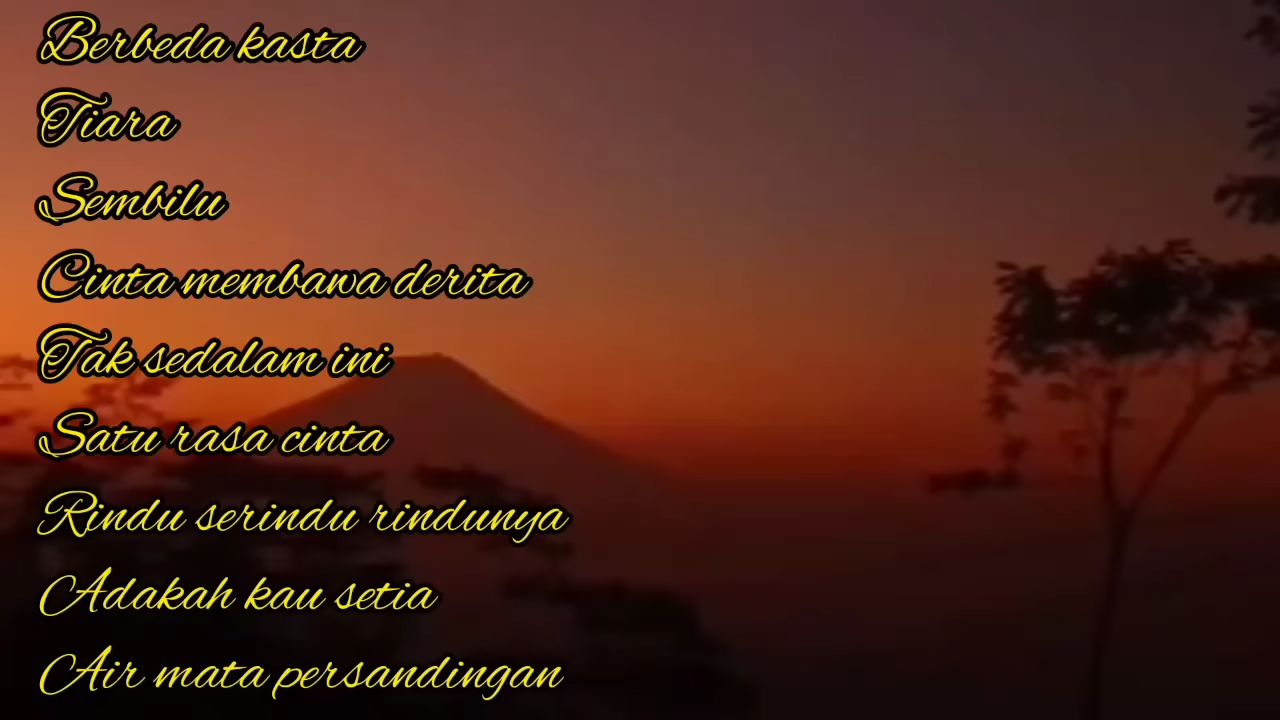 Berbeda kasta
Tiara
Sembilu
Cinta membawa derita
Tak sedalam ini
Satu rasa cinta
Rindu serindu rindunya
Adakah kau setia
Air mata persandingan